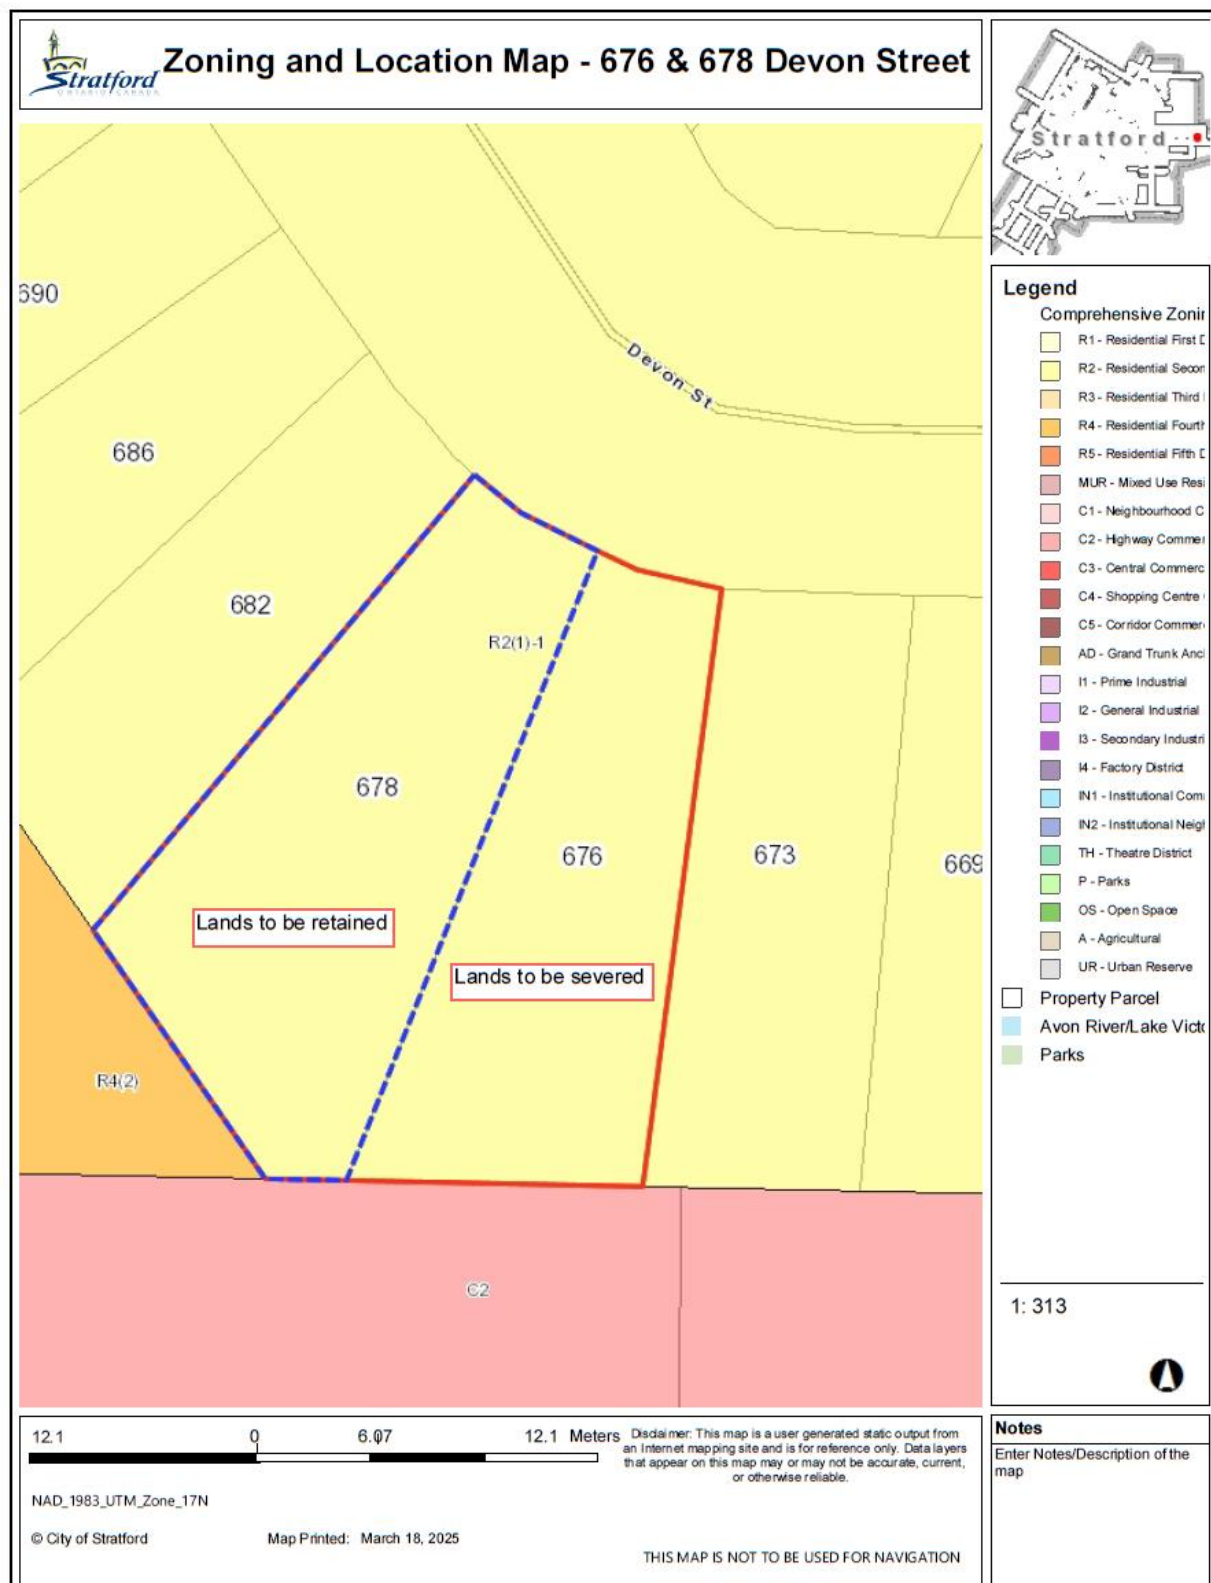 Stratford
ONTARIO CANADA
Zoning and Location Map - 676 & 678 Devon Street
Stratford
690
686
682
Devon St
R2(1)-1
678
676
673
669
Lands to be retained
Lands to be severed
R4(2)
C2
Legend
Comprehensive Zonin
R1 - Residential First D
R2 - Residential Secon
R3 - Residential Third
R4 - Residential Fourth
R5 - Residential Fifth D
MUR - Mixed Use Resi
C1 - Neighbourhood C
C2 - Highway Commer
C3 - Central Commerc
C4 - Shopping Centre
C5 - Corridor Commer
AD - Grand Trunk Anc
I1 - Prime Industrial
I2 - General Industrial
I3 - Secondary Industri
I4 - Factory District
IN1 - Institutional Com
IN2 - Institutional Neigh
TH - Theatre District
P - Parks
OS - Open Space
A - Agricultural
UR - Urban Reserve
Property Parcel
Avon River/Lake Victo
Parks
1: 313
12.1 0 6.07 12.1 Meters
Disclaimer: This map is a user generated static output from
an Internet mapping site and is for reference only. Data layers
that appear on this map may or may not be accurate, current,
or otherwise reliable.
NAD_1983_UTM_Zone_17N
© City of Stratford Map Printed: March 18, 2025
THIS MAP IS NOT TO BE USED FOR NAVIGATION
Notes
Enter Notes/Description of the
map